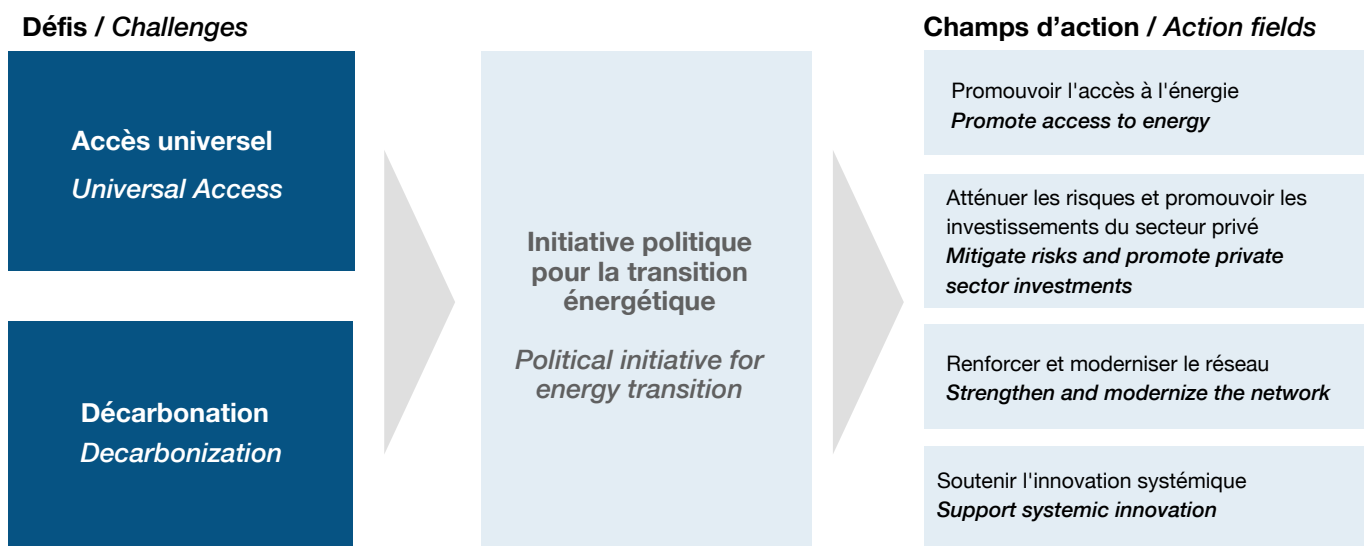 Défis / Challenges
Accès universel
Universal Access
Décarbonation
Decarbonization
Initiative politique
pour la transition
énergétique
Political initiative for
energy transition
Champs d’action / Action fields
Promouvoir l'accès à l'énergie
Promote access to energy
Atténuer les risques et promouvoir les
investissements du secteur privé
Mitigate risks and promote private
sector investments
Renforcer et moderniser le réseau
Strengthen and modernize the network
Soutenir l'innovation systémique
Support systemic innovation